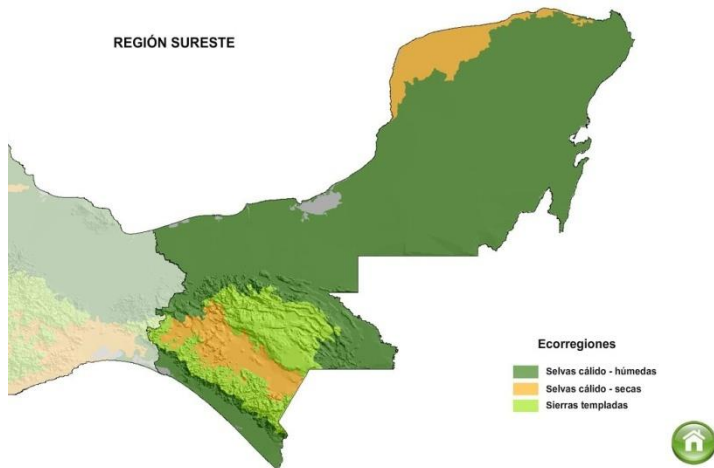 REGIÓN SURESTE
Ecorregiones
Selvas cálido - húmedas
Selvas cálido - secas
Sierras templadas